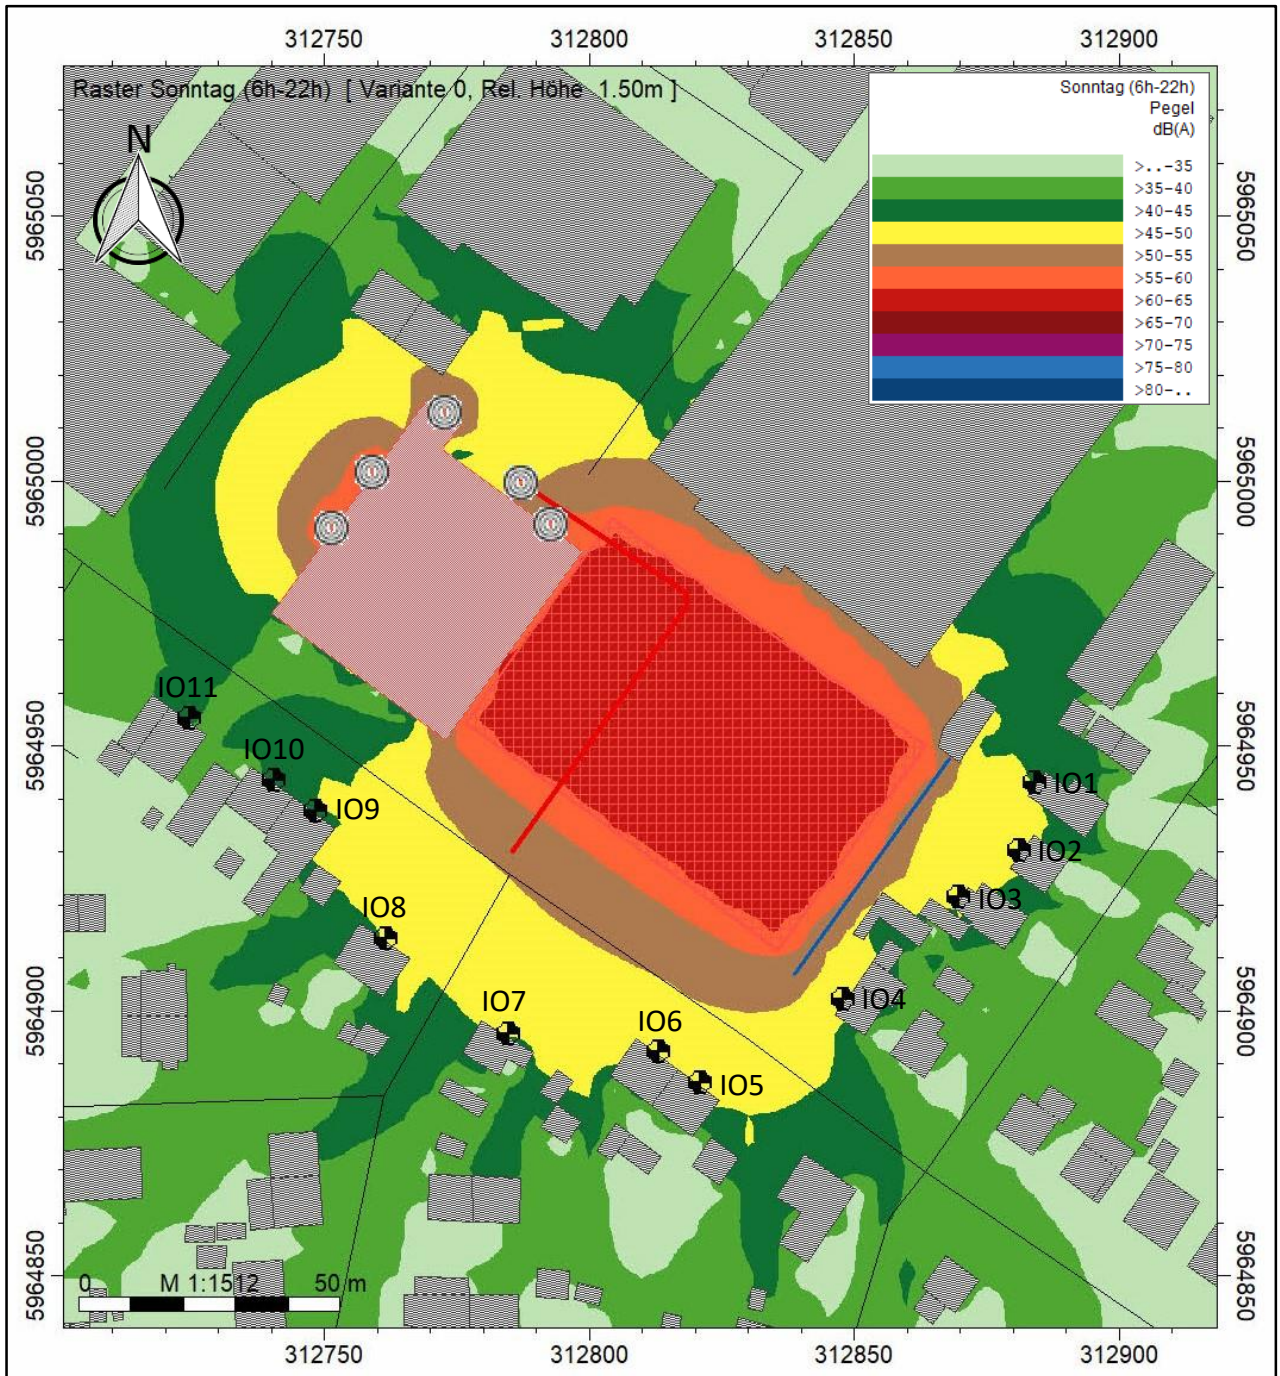 312750 312800 312850 312900
Raster Sonntag (6h-22h) [ Variante 0, Rel. Höhe 1.50m ]
Sonntag (6h-22h)
Pegel
dB(A)
>..-35
>35-40
>40-45
>45-50
>50-55
>55-60
>60-65
>65-70
>70-75
>75-80
>80-..
N
5965050
5965050
5965000
5965000
5964950
5964950
5964900
5964900
5964850
5964850
IO11
IO10
IO9
IO8
IO7
IO6
IO5
IO4
IO3
IO2
IO1
0 M 1:1512 50 m
312750 312800 312850 312900